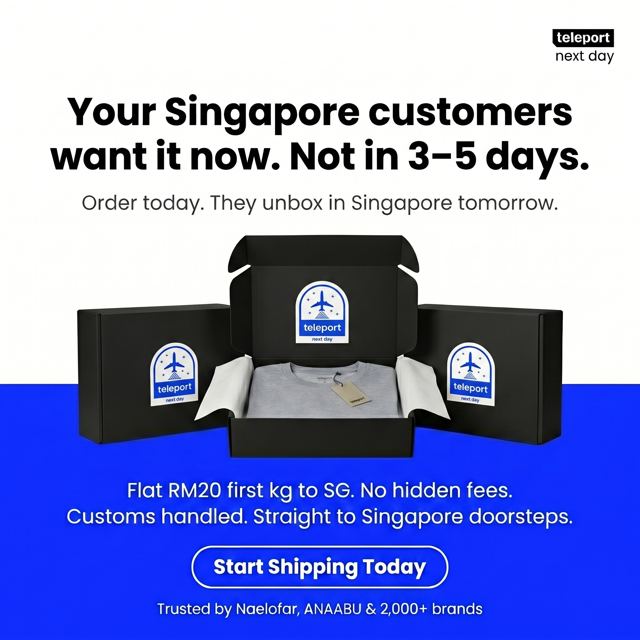 teleport
next day
Your Singapore customers
want it now. Not in 3–5 days.
Order today. They unbox in Singapore tomorrow.
teleport
next day
teleport
next day
teleport
next day
Flat RM20 first kg to SG. No hidden fees.
Customs handled. Straight to Singapore doorsteps.
Start Shipping Today
Trusted by Naelofar, ANAABU & 2,000+ brands